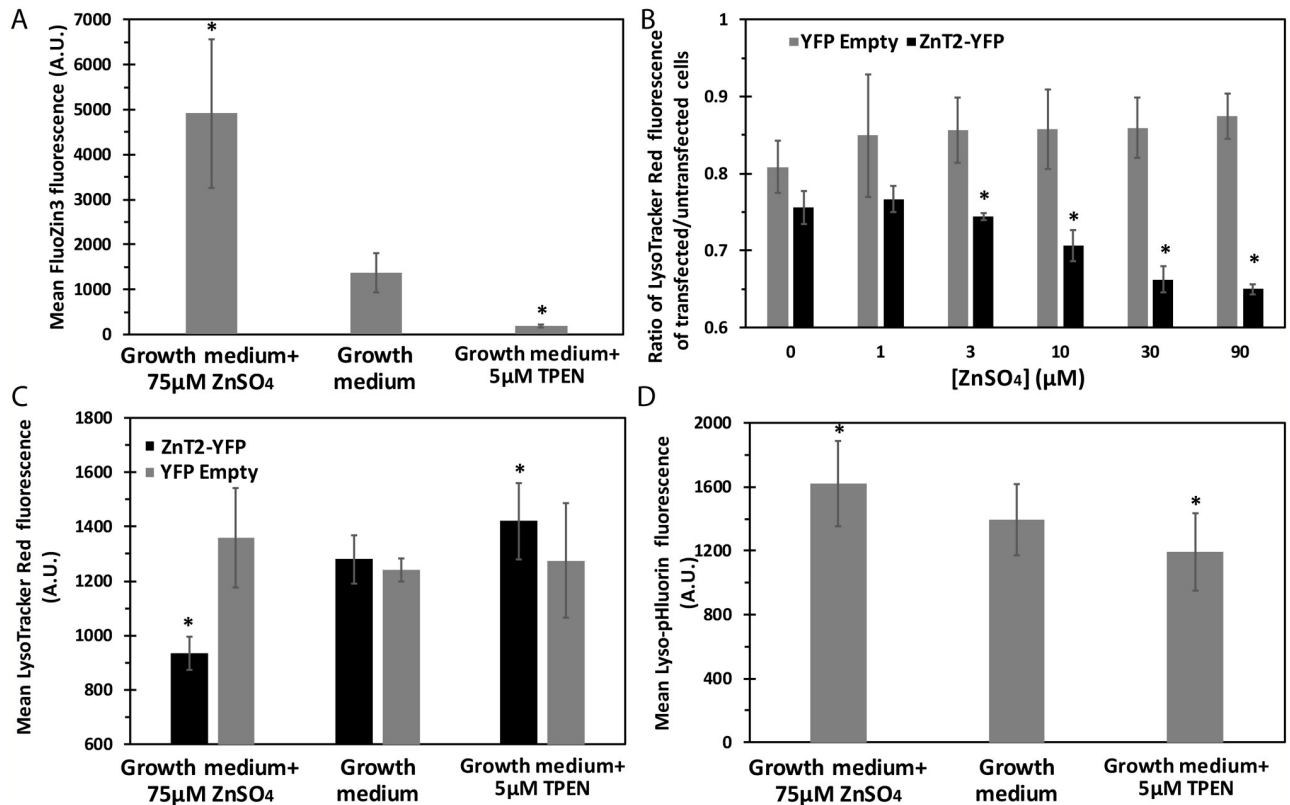 A
Mean FluoZin3 fluorescence (A.U.)
7000
6000
5000
4000
3000
2000
1000
0
*
*
Growth medium+
75µM ZnSO4
Growth
medium
Growth medium+
5µM TPEN
B
Ratio of LysoTracker Red fluorescence
of transfected/untransfected cells
1
0.9
0.8
0.7
0.6
YFP Empty ZnT2-YFP
*
*
*
*
0 1 3 10 30 90
[ZnSO4] (µM)
C
Mean LysoTracker Red fluorescence
(A.U.)
1800
1600
1400
1200
1000
800
600
ZnT2-YFP
YFP Empty
*
*
Growth medium+
75µM ZnSO4
Growth
medium
Growth medium+
5µM TPEN
D
Mean Lyso-pHluorin fluorescence
(A.U.)
2000
1600
1200
800
400
0
*
*
Growth medium+
75µM ZnSO4
Growth
medium
Growth medium+
5µM TPEN